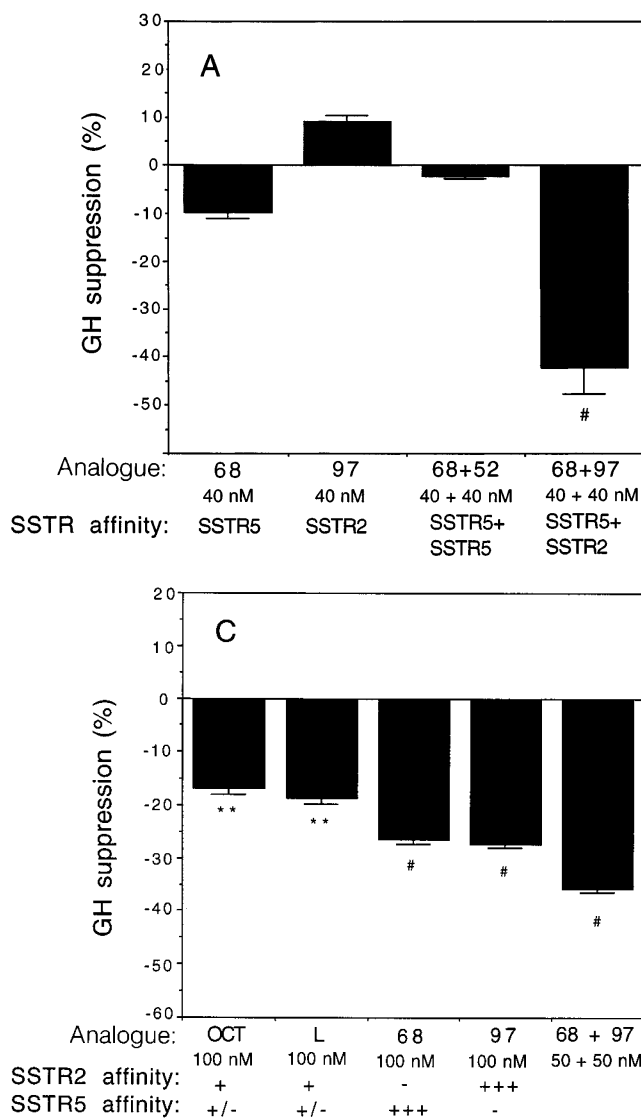 A
GH suppression (%)
30
20
10
0
-10
-20
-30
-40
-50
#
Analogue: 68 97 68+52 68+97
40 nM 40 nM 40 + 40 nM 40 + 40 nM
SSTR affinity: SSTR5 SSTR2 SSTR5+ SSTR5+
SSTR5 SSTR2
C
GH suppression (%)
20
10
0
-10
-20
-30
-40
-50
-60
** ** # # #
Analogue: OCT L 68 97 68 + 97
100 nM 100 nM 100 nM 100 nM 50 + 50 nM
SSTR2 affinity: + + - +++
SSTR5 affinity: +/- +/- +++ -